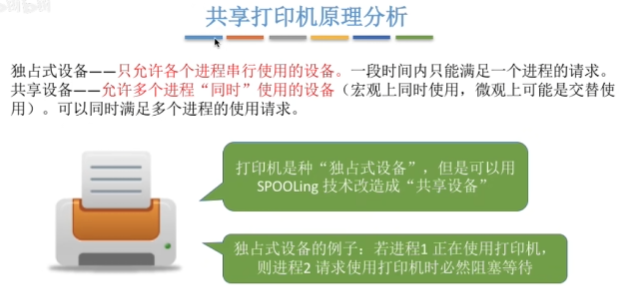 共享打印机原理分析
独占式设备——只允许各个进程串行使用的设备。一段时间内只能满足一个进程的请求。
共享设备——允许多个进程“同时”使用的设备（宏观上同时使用，微观上可能是交替使
用）。可以同时满足多个进程的使用请求。
打印机是种“独占式设备”，但是可以用
SPOOLing 技术改造成“共享设备”
独占式设备的例子：若进程1 正在使用打印机，
则进程2 请求使用打印机时必然阻塞等待